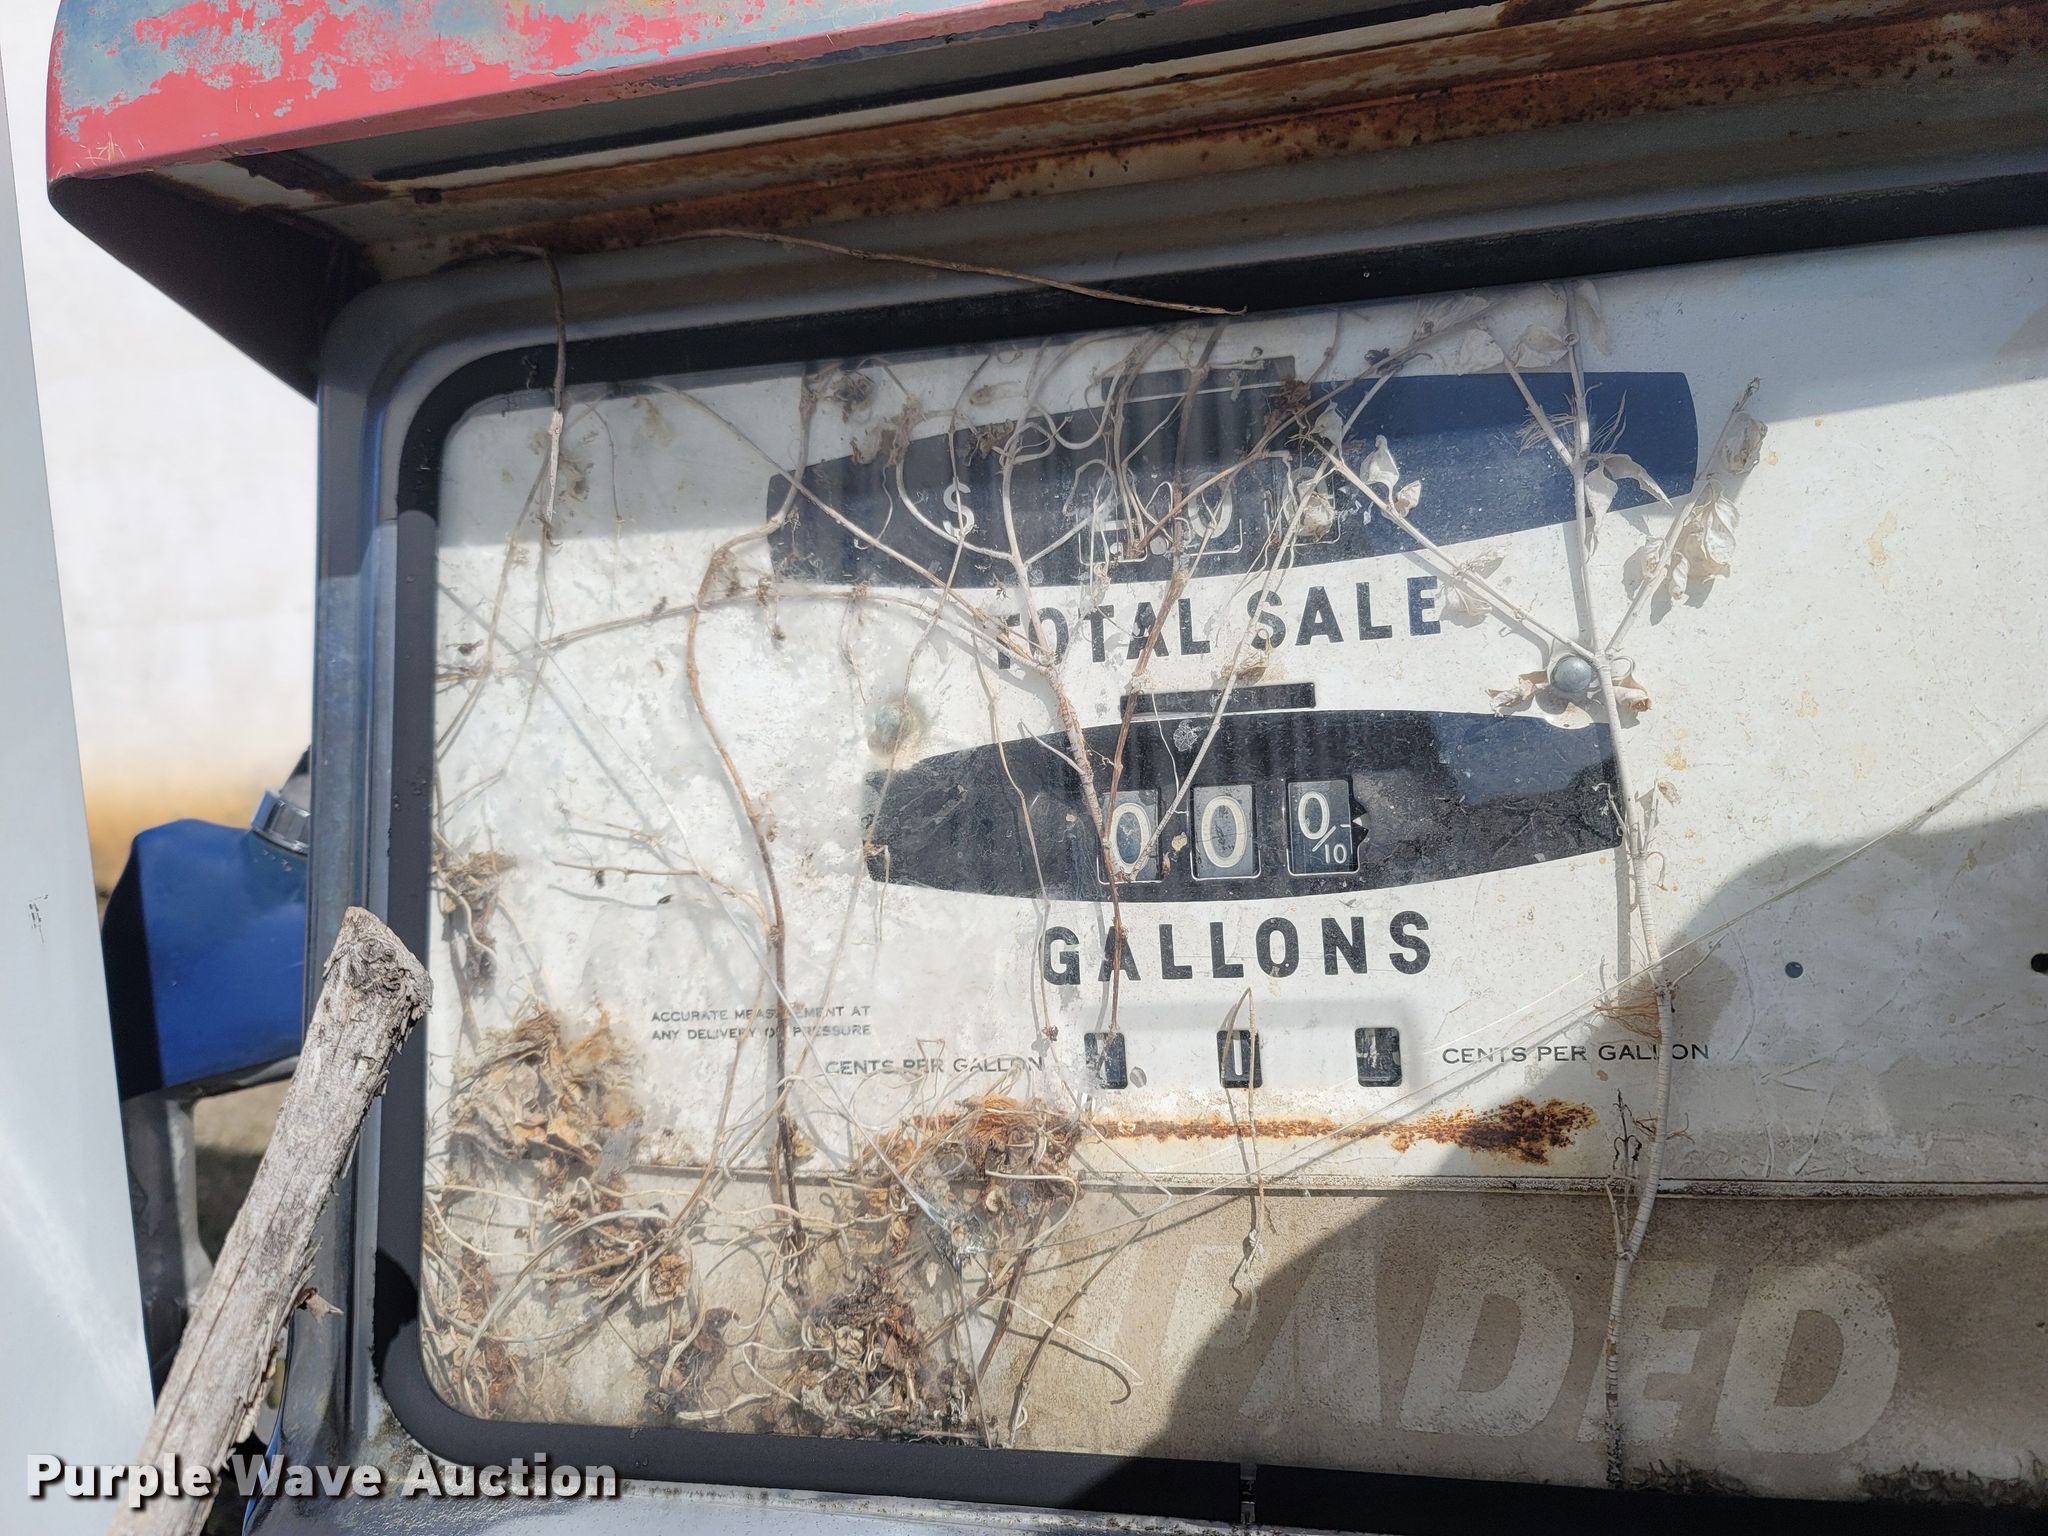 S
TOTAL SALE
0 0 0/10
GALLONS
ACCURATE MEASUREMENT AT
ANY DELIVERY OR PRESSURE
CENTS PER GALLON
CENTS PER GALLON
Purple Wave Auction